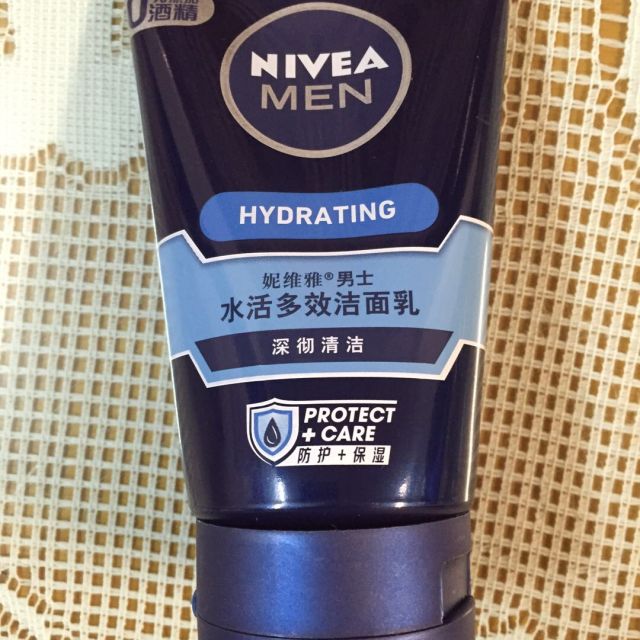 0
酒精
NIVEA
MEN
HYDRATING
妮维雅®男士
水活多效洁面乳
深彻清洁
PROTECT
+ CARE
防护+保湿